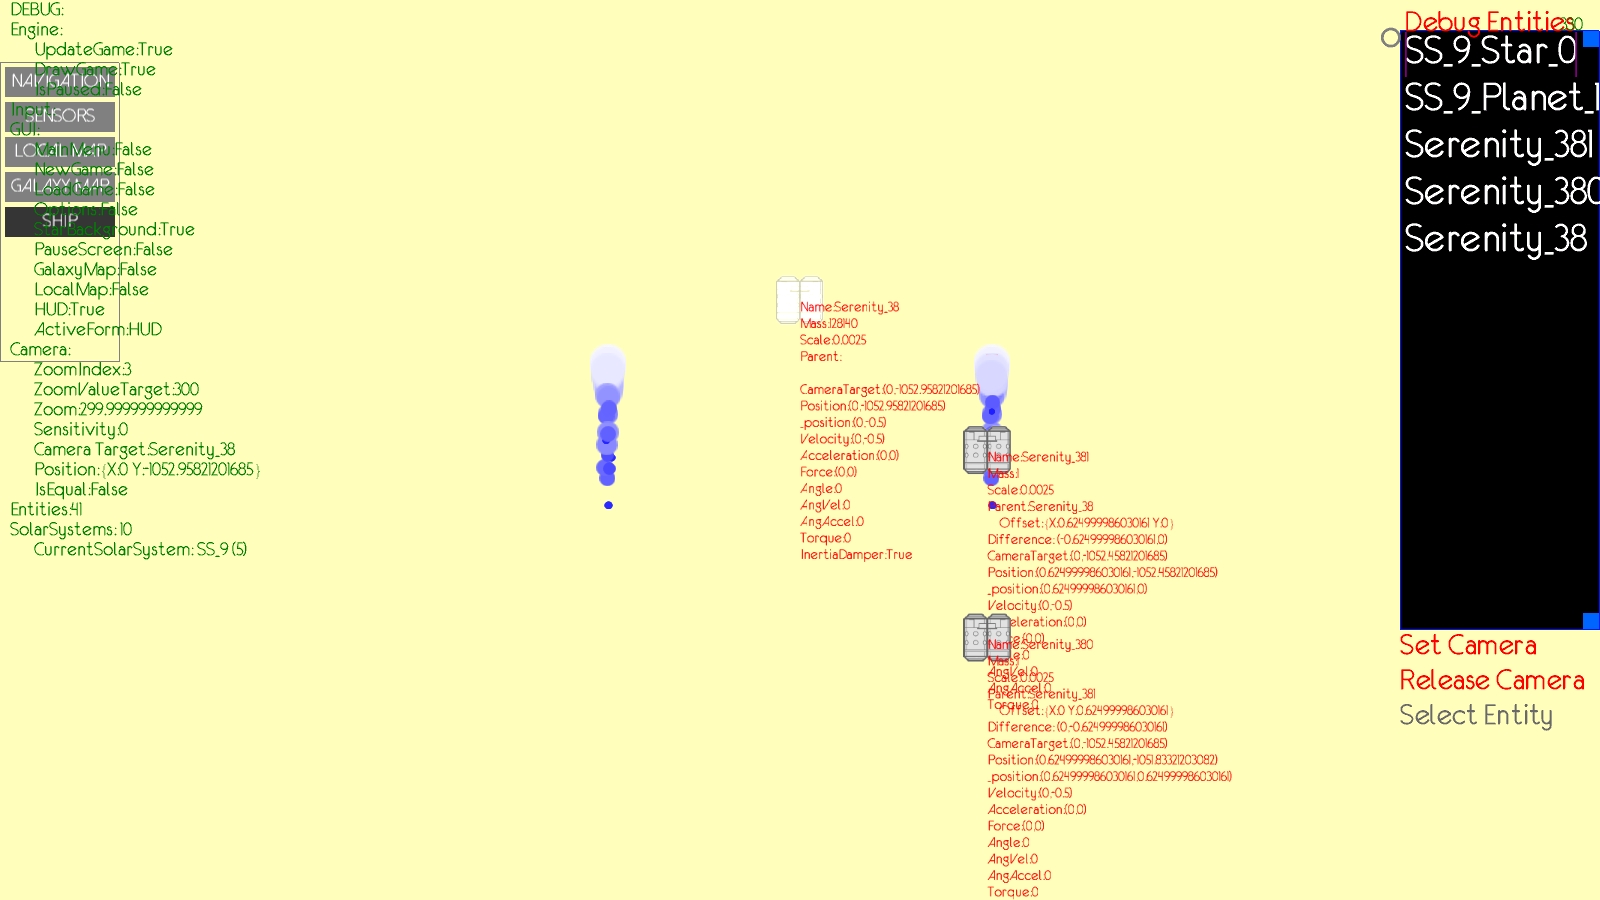 DEBUG:
Engine:
UpdateGame:True
DrawGame:True
IsPaused:False
Input
GUI:
MainMenu:False
NewGame:False
LoadGame:False
Options:False
StarBackground:True
PauseScreen:False
GalaxyMap:False
LocalMap:False
HUD:True
ActiveForm:HUD
Camera:
ZoomIndex:3
ZoomValueTarget:300
Zoom:299.999999999999
Sensitivity:0
Camera Target:Serenity_38
Position:{X:0 Y:-1052.95821201685}
IsEqual:False
Entities:41
SolarSystems: 10
CurrentSolarSystem: SS_9 (5)
NAVIGATION
SENSORS
LOCAL MAP
GALAXY MAP
SHIP
Name:Serenity_38
Mass:128140
Scale:0.0025
Parent:
CameraTarget:(0,-1052.95821201685)
Position:(0,-1052.95821201685)
_position:(0,-0.5)
Velocity:(0,-0.5)
Acceleration:(0,0)
Force:(0,0)
Angle:0
AngVel:0
AngAccel:0
Torque:0
InertiaDamper:True
Name:Serenity_381
Mass:1
Scale:0.0025
Parent:Serenity_38
Offset:{X:0.624999986030161 Y:0}
Difference: (-0.624999986030161,0)
CameraTarget:(0,-1052.45821201685)
Position:(0.624999986030161,-1052.45821201685)
_position:(0.624999986030161,0)
Velocity:(0,-0.5)
Acceleration:(0,0)
Force:(0,0)
Angle:0
AngVel:0
AngAccel:0
Torque:0
Name:Serenity_380
Mass:1
Scale:0.0025
Parent:Serenity_381
Offset:{X:0 Y:0.624999986030161}
Difference: (0,-0.624999986030161)
CameraTarget:(0,-1052.45821201685)
Position:(0.624999986030161,-1051.83321203082)
_position:(0.624999986030161,0.624999986030161)
Velocity:(0,-0.5)
Acceleration:(0,0)
Force:(0,0)
Angle:0
AngVel:0
AngAccel:0
Torque:0
Debug Entities
SS_9_Star_0
SS_9_Planet_1
Serenity_381
Serenity_380
Serenity_38
Set Camera
Release Camera
Select Entity